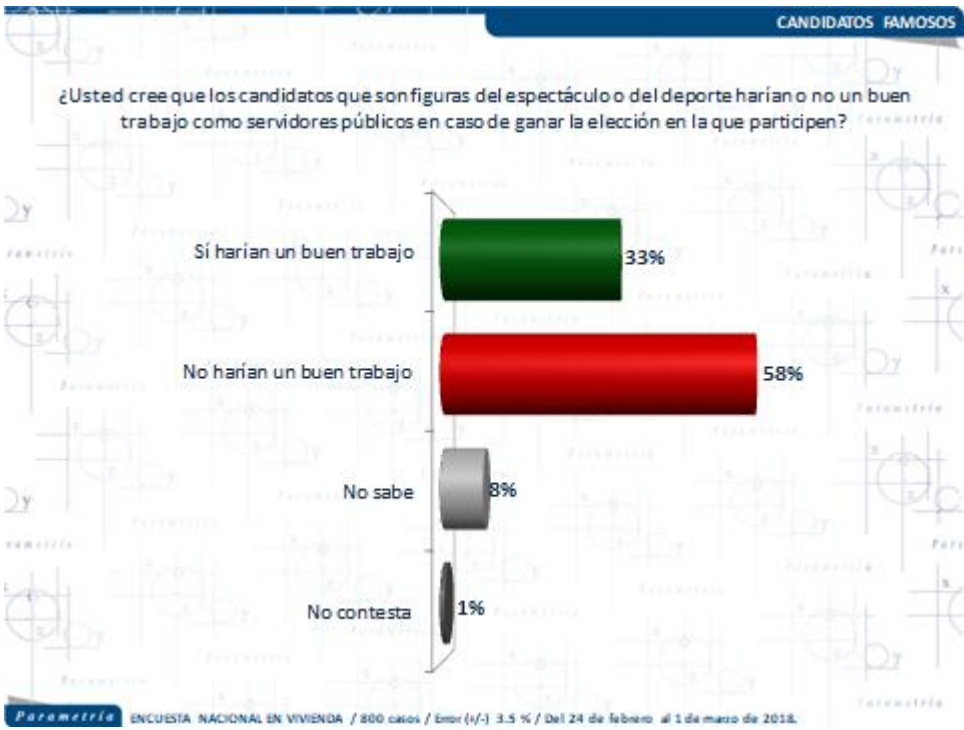 CANDIDATOS FAMOSOS
¿Usted cree que los candidatos que son figuras del espectáculo o del deporte harían o no un buen
trabajo como servidores públicos en caso de ganar la elección en la que participen?
Sí harían un buen trabajo
33%
No harían un buen trabajo
58%
No sabe
8%
No contesta
1%
Parametría ENCUESTA NACIONAL EN VIVIENDA / 800 casos / Error (+/-) 3.5 % / Del 24 de febrero al 1 de marzo de 2018.